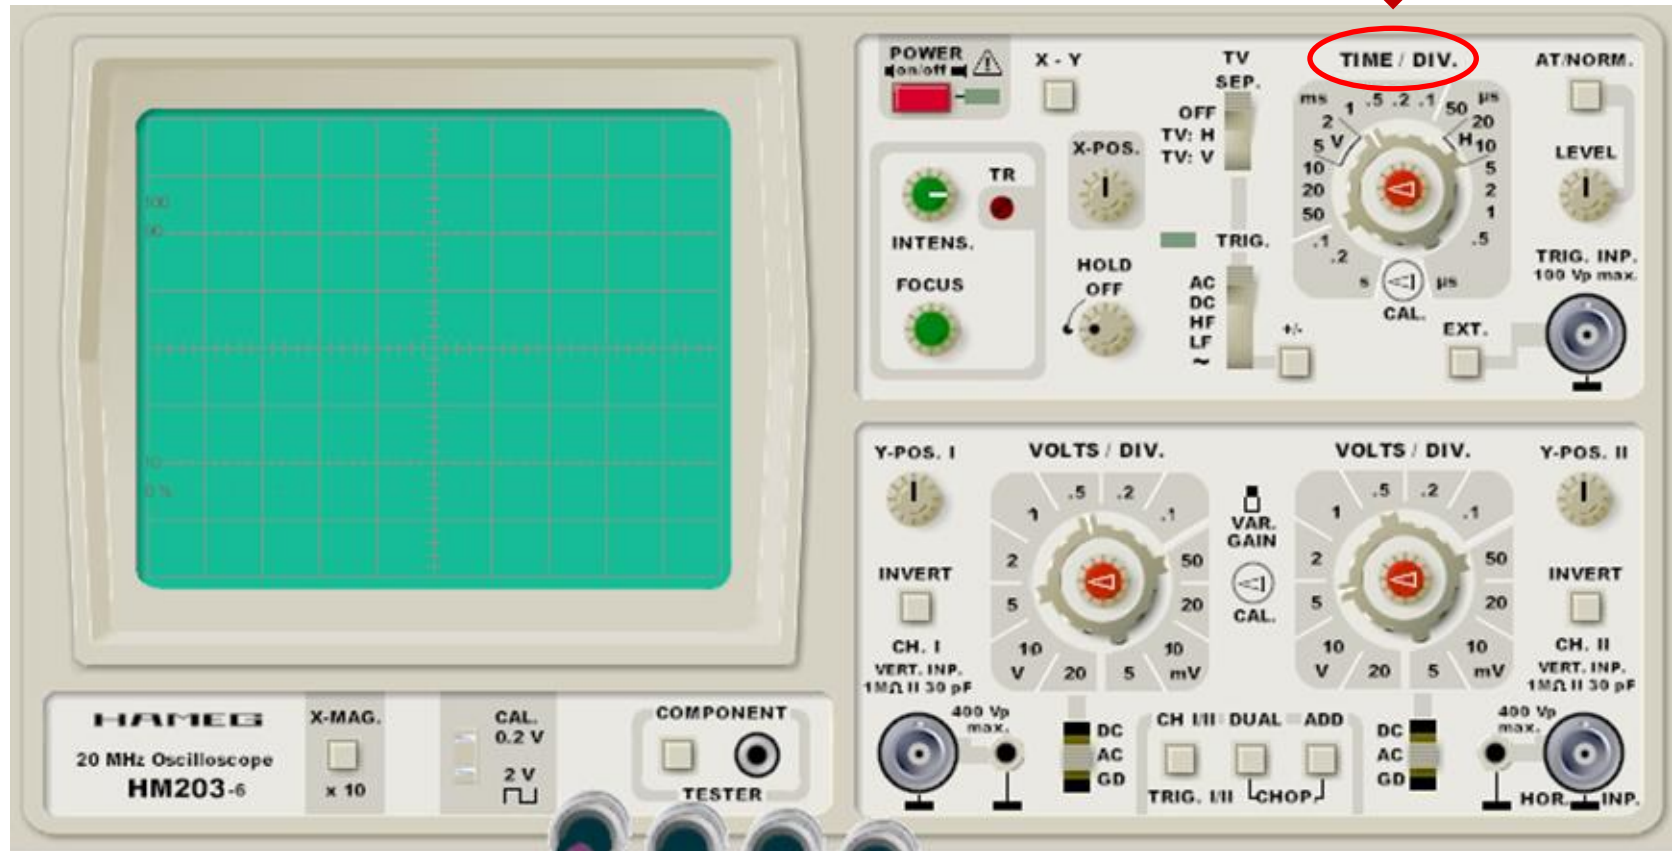 POWER
on/off
X - Y
TV
SEP.
OFF
TV: H
TV: V
TIME / DIV.
AT/NORM.
ms 1 .5 .2 .1 50 µs
2 20
5 V H 10
10 5
20 2
50 1
.1 .5
.2
s µs
CAL.
X-POS.
LEVEL
TR
INTENS.
TRIG.
FOCUS
HOLD
OFF
AC
DC
HF
LF
~
+/-
EXT.
TRIG. INP.
100 Vp max.
100
90
10
0 %
Y-POS. I
VOLTS / DIV.
VOLTS / DIV.
Y-POS. II
.5 .2
1 .1
2 50
5 20
10 10
V 20 5 mV
VAR.
GAIN
CAL.
.5 .2
1 .1
2 50
5 20
10 10
V 20 5 mV
INVERT
INVERT
CH. I
VERT. INP.
1MΩ II 30 pF
CH. II
VERT. INP.
1MΩ II 30 pF
400 Vp
max.
DC
AC
GD
CH I/II DUAL ADD
TRIG. I/II CHOP.
DC
AC
GD
400 Vp
max.
HOR. INP.
HAMEG
20 MHz Oscilloscope
HM203-6
X-MAG.
x 10
CAL.
0.2 V
2 V
COMPONENT
TESTER